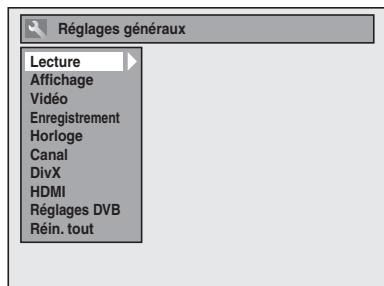 Réglages généraux
Lecture
Affichage
Vidéo
Enregistrement
Horloge
Canal
DivX
HDMI
Réglages DVB
Réin. tout